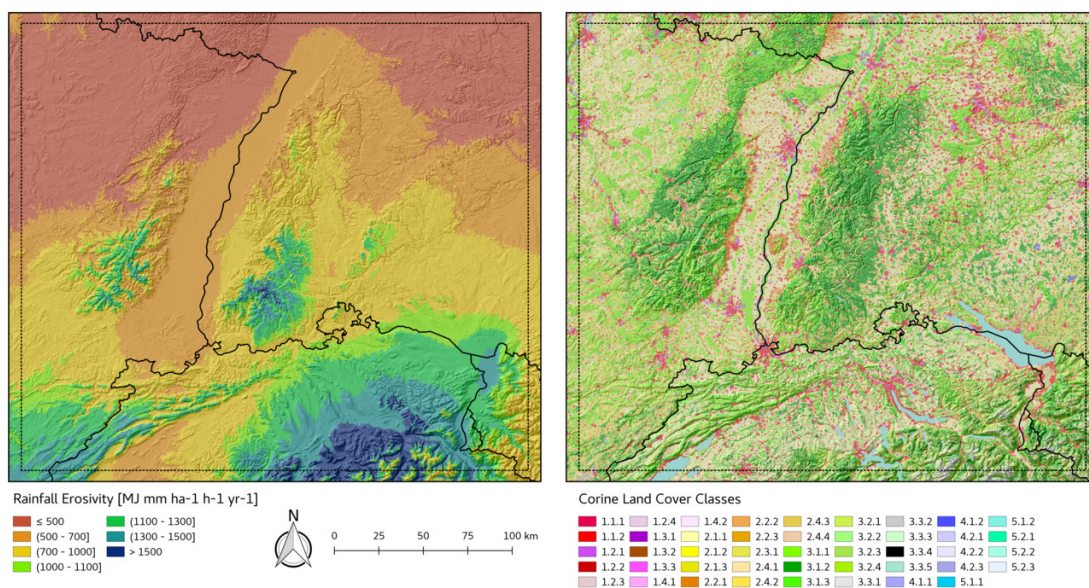 Rainfall Erosivity [MJ mm ha-1 h-1 yr-1]
≤ 500
(500 - 700]
(700 - 1000]
(1000 - 1100]
(1100 - 1300]
(1300 - 1500]
> 1500
N
0 25 50 75 100 km
Corine Land Cover Classes
1.1.1 1.2.4 1.4.2 2.2.2 2.4.3 3.2.1 3.3.2 4.1.2 5.1.2
1.1.2 1.3.1 2.1.1 2.2.3 2.4.4 3.2.2 3.3.3 4.2.1 5.2.1
1.2.1 1.3.2 2.1.2 2.3.1 3.1.1 3.2.3 3.3.4 4.2.2 5.2.2
1.2.2 1.3.3 2.1.3 2.4.1 3.1.2 3.2.4 3.3.5 4.2.3 5.2.3
1.2.3 1.4.1 2.2.1 2.4.2 3.1.3 3.3.1 4.1.1 5.1.1